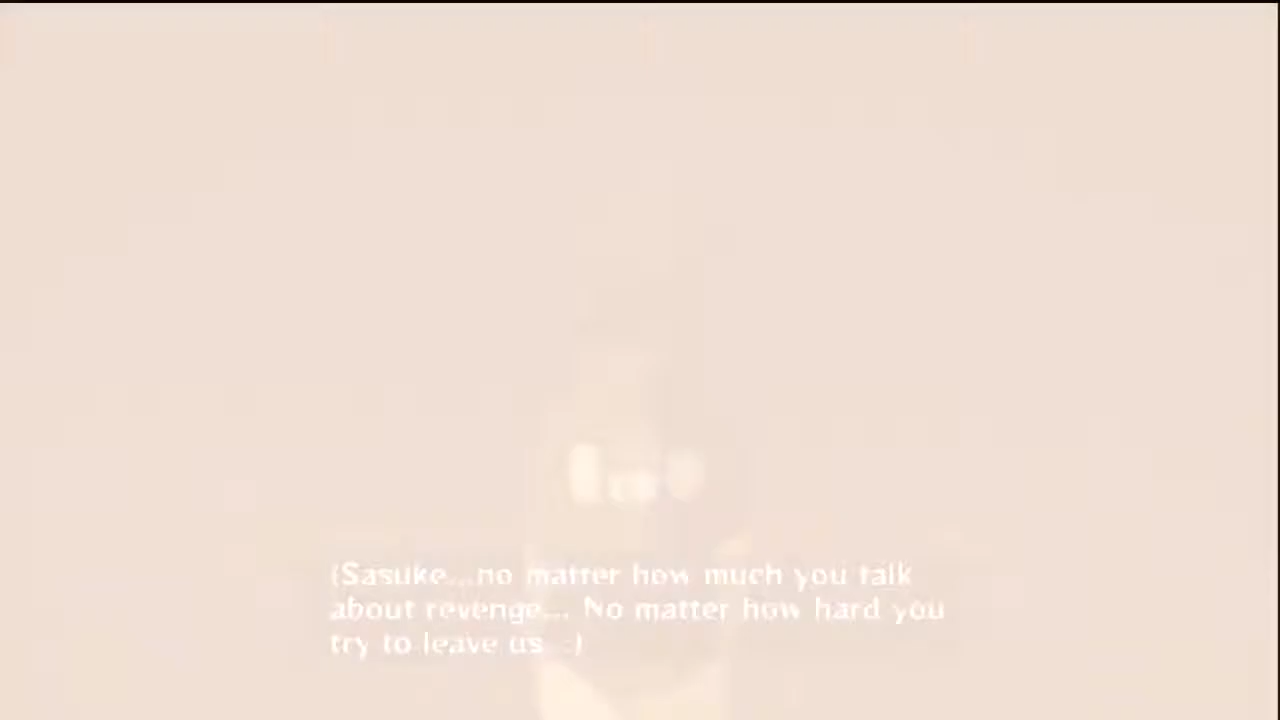 (Sasuke...no matter how much you talk
about revenge... No matter how hard you
try to leave us...)